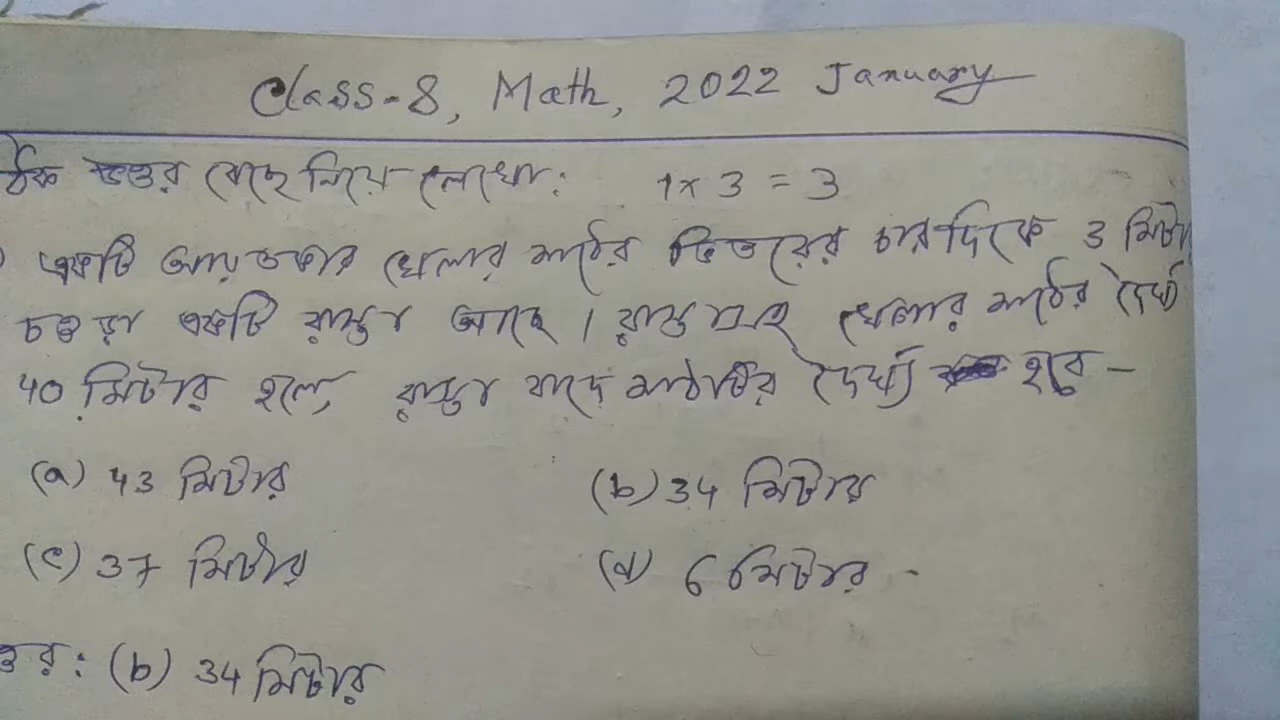 Class-8, Math, 2022 January
ঠিক উত্তর বেছে নিয়ে লেখো: 1×3 = 3
একটি আয়তকার খেলার মাঠের ভিতরের চারদিকে 3 মিটা
চওড়া একটি রাস্তা আছে। রাস্তাসহ খেলার মাঠের দৈর্ঘ্য
40 মিটার হলে, রাস্তা বাদে মাঠটির দৈর্ঘ্য হবে –
(a) 43 মিটার (b) 34 মিটার
(c) 37 মিটার (d) 6 মিটার -
ত্তর: (b) 34 মিটার